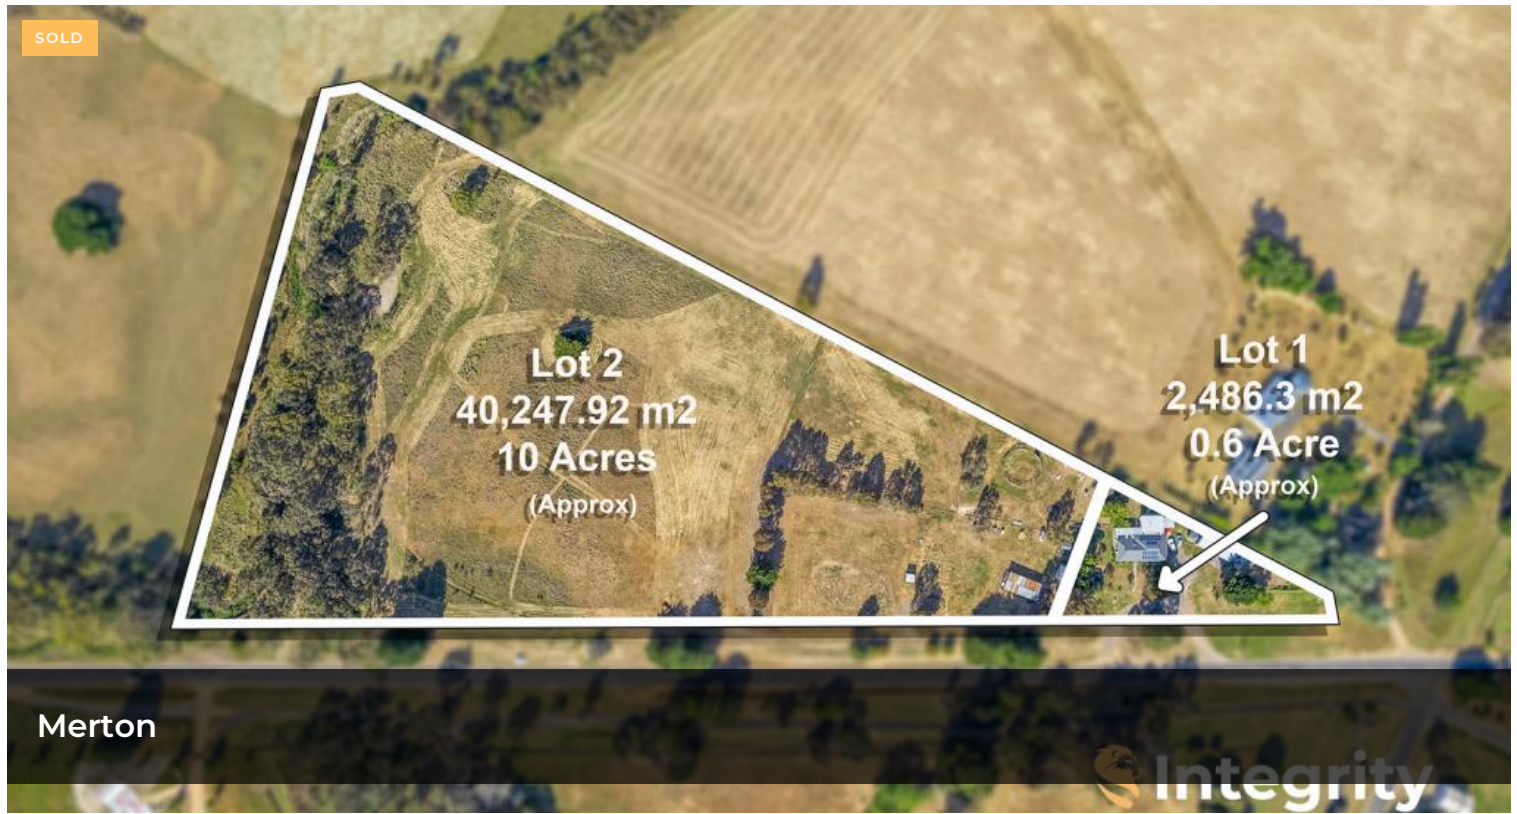 SOLD
Lot 2
40,247.92 m2
10 Acres
(Approx)
Lot 1
2,486.3 m2
0.6 Acre
(Approx)
Merton
Integrity